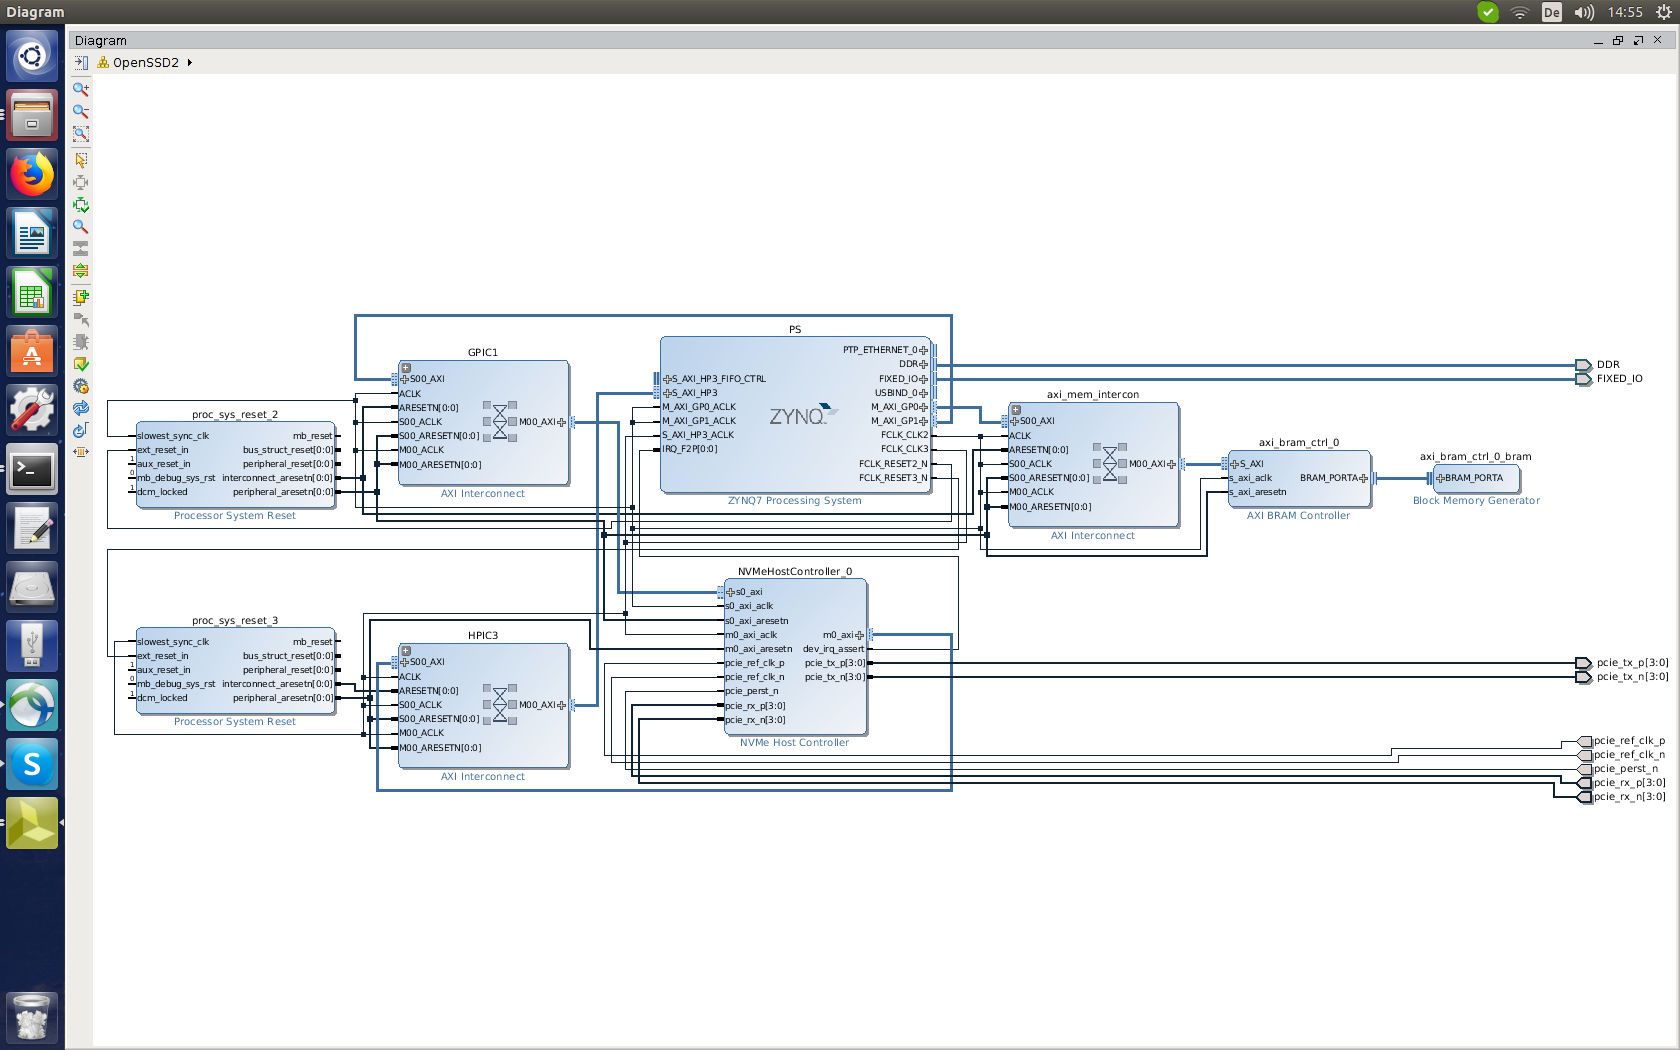 Diagram
De
14:55
Diagram
OpenSSD2
GPIC1
S00_AXI
ACLK
ARESETN[0:0]
S00_ACLK
S00_ARESETN[0:0]
M00_ACLK
M00_ARESETN[0:0]
M00_AXI
AXI Interconnect
PS
S_AXI_HP3_FIFO_CTRL
S_AXI_HP3
M_AXI_GP0_ACLK
M_AXI_GP1_ACLK
S_AXI_HP3_ACLK
IRQ_F2P[0:0]
ZYNQ
PTP_ETHERNET_0
DDR
FIXED_IO
USBIND_0
M_AXI_GP0
M_AXI_GP1
FCLK_CLK2
FCLK_CLK3
FCLK_RESET2_N
FCLK_RESET3_N
ZYNQ7 Processing System
DDR
FIXED_IO
proc_sys_reset_2
slowest_sync_clk
ext_reset_in
1
aux_reset_in
0
mb_debug_sys_rst
1
dcm_locked
mb_reset
bus_struct_reset[0:0]
peripheral_reset[0:0]
interconnect_aresetn[0:0]
peripheral_aresetn[0:0]
Processor System Reset
axi_mem_intercon
S00_AXI
ACLK
ARESETN[0:0]
S00_ACLK
S00_ARESETN[0:0]
M00_ACLK
M00_ARESETN[0:0]
M00_AXI
AXI Interconnect
axi_bram_ctrl_0
S_AXI
s_axi_aclk
s_axi_aresetn
BRAM_PORTA
AXI BRAM Controller
axi_bram_ctrl_0_bram
BRAM_PORTA
Block Memory Generator
NVMeHostController_0
s0_axi
s0_axi_aclk
s0_axi_aresetn
m0_axi_aclk
m0_axi_aresetn
pcie_ref_clk_p
pcie_ref_clk_n
pcie_perst_n
pcie_rx_p[3:0]
pcie_rx_n[3:0]
m0_axi
dev_irq_assert
pcie_tx_p[3:0]
pcie_tx_n[3:0]
NVMe Host Controller
proc_sys_reset_3
slowest_sync_clk
ext_reset_in
1
aux_reset_in
0
mb_debug_sys_rst
1
dcm_locked
mb_reset
bus_struct_reset[0:0]
peripheral_reset[0:0]
interconnect_aresetn[0:0]
peripheral_aresetn[0:0]
Processor System Reset
HPIC3
S00_AXI
ACLK
ARESETN[0:0]
S00_ACLK
S00_ARESETN[0:0]
M00_ACLK
M00_ARESETN[0:0]
M00_AXI
AXI Interconnect
pcie_tx_p[3:0]
pcie_tx_n[3:0]
pcie_ref_clk_p
pcie_ref_clk_n
pcie_perst_n
pcie_rx_p[3:0]
pcie_rx_n[3:0]